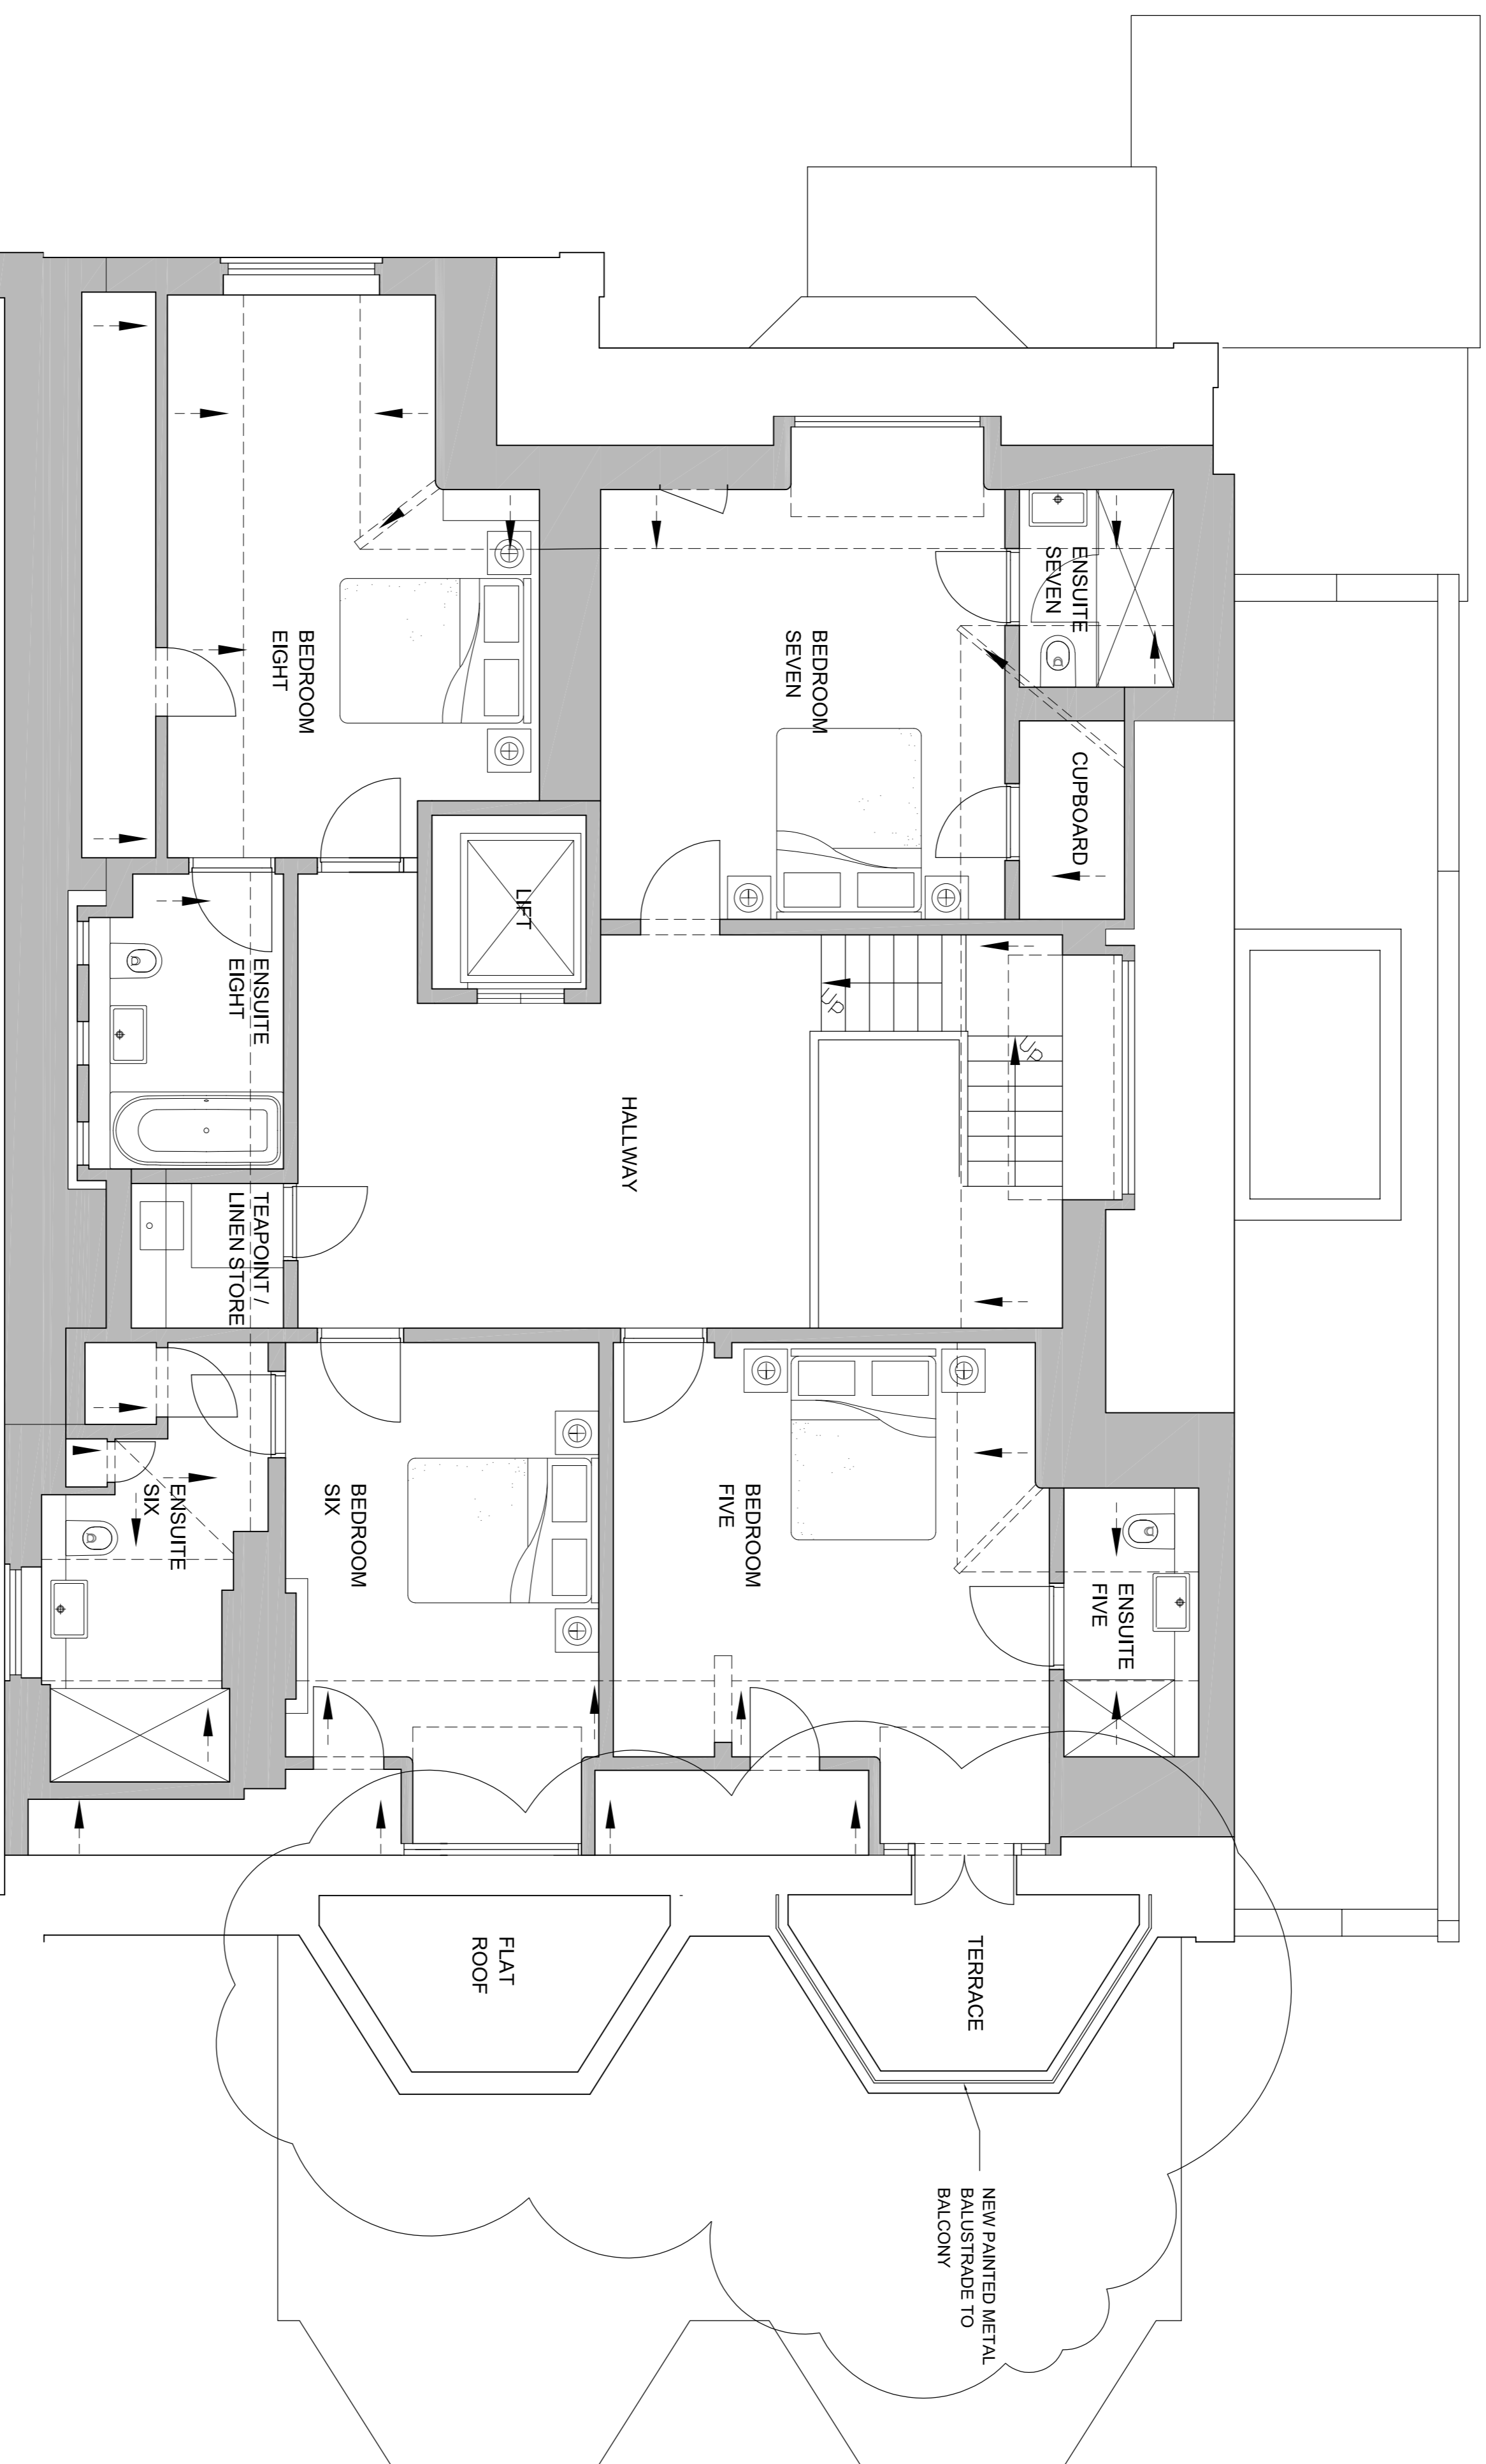 ENSUITE
SEVEN
CUPBOARD
BEDROOM
SEVEN
BEDROOM
EIGHT
LIFT
UP
UP
ENSUITE
EIGHT
HALLWAY
TEAPOINT /
LINEN STORE
ENSUITE
FIVE
BEDROOM
FIVE
BEDROOM
SIX
ENSUITE
SIX
TERRACE
FLAT
ROOF
NEW PAINTED METAL
BALUSTRADE TO
BALCONY